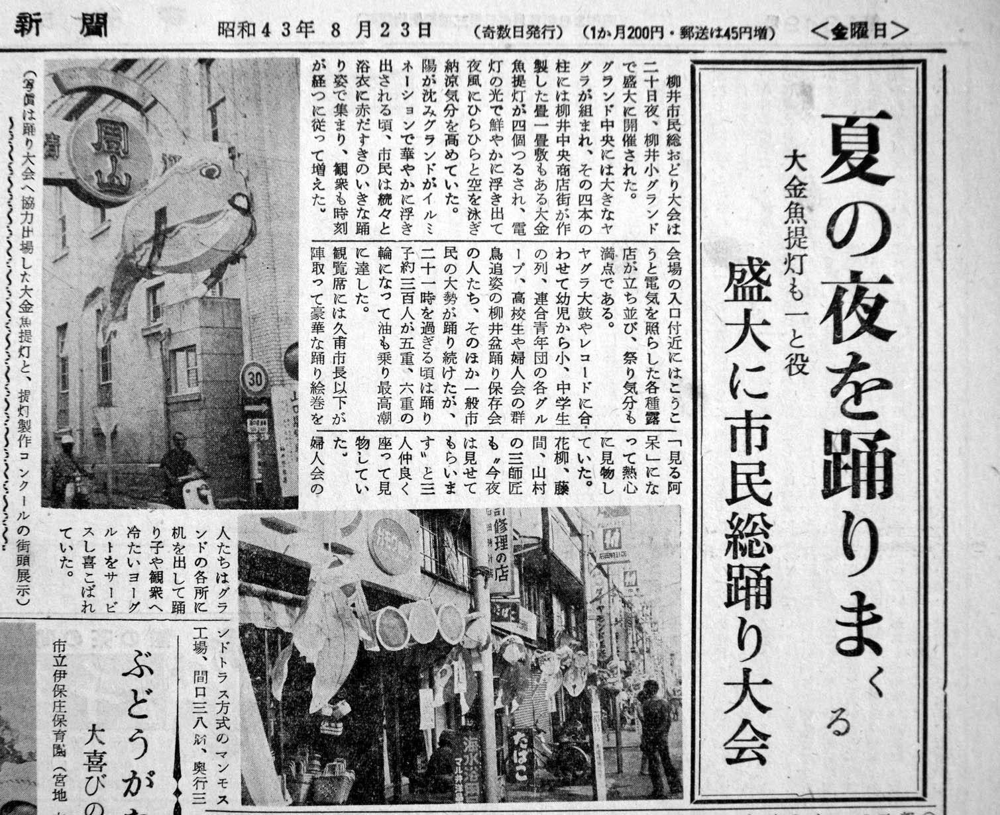 新聞
昭和43年8月23日
（奇数日発行）
（1か月200円・郵送は45円増）
＜金曜日＞
夏の夜を踊りまくる
大金魚提灯も一と役
盛大に市民総踊り大会
柳井市民総おどり大会は
二十日夜、柳井小グランド
で盛大に開催された。
グランド中央には大きなヤ
グラが組まれ、その四本の
柱には柳井中央商店街が作
製した畳一畳敷もある大金
魚提灯が四個つるされ、電
灯の光で鮮やかに浮き出て
夜風にひらひらと空を泳ぎ
納涼気分を高めていた。
陽が沈みグランドがイルミ
ネーションで華やかに浮き
出される頃、市民は続々と
浴衣に赤だすきのいきな踊
り姿で集まり、観衆も時刻
が経つに従って増えた。
会場の入口付近にはこうこ
うと電気を照らした各種露
店が立ち並び、祭り気分も
満点である。
ヤグラ大鼓やレコードに合
わせて幼児から小、中学生
の列、連合青年団の各グル
ープ、高校生や婦人会の群
鳥追姿の柳井盆踊り保存会
の人たち、そのほか一般市
民の大勢が踊り続けたが、
二十一時を過ぎる頃は踊り
子約三百人が五重、六重の
輪になって油も乗り最高潮
に達した。
観覧席には久甫市長以下が
陣取って豪華な踊り絵巻を
「見る阿
呆」にな
って熱心
に見物し
ていた。
花柳、藤
間、山村
の三師匠
も〝今夜
は見せて
もらいま
す〟と三
人仲良く
座って見
物してい
た。
婦人会の
人たちはグラ
ンドの各所に
机を出して踊
り子や観衆へ
冷たいヨーグ
ルトをサービ
スし喜こばれ
ていた。
（写真は踊り大会へ協力出場した大金魚提灯と、提灯製作コンクールの街頭展示）
周山
30
修理の店
たばこ
たばこ
海水浴
マルキ
ンドトラス方式のマンモス
工場、間口三八㍍、奥行三
ぶどうが
大喜びの
市立伊保庄保育園（宮地